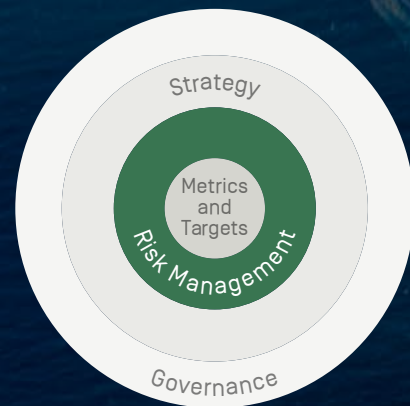 Strategy
Metrics
and
Targets
Risk Management
Governance